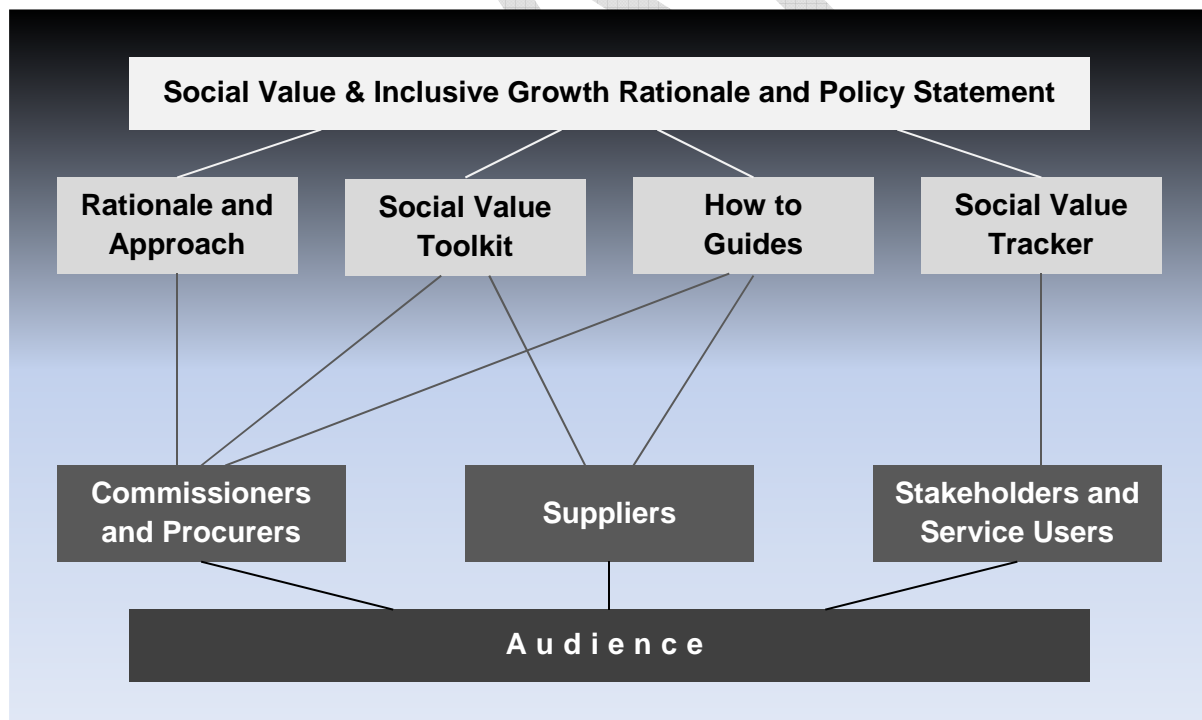 Social Value & Inclusive Growth Rationale and Policy Statement
Rationale and
Approach
Social Value
Toolkit
How to
Guides
Social Value
Tracker
Commissioners
and Procurers
Suppliers
Stakeholders and
Service Users
Audience